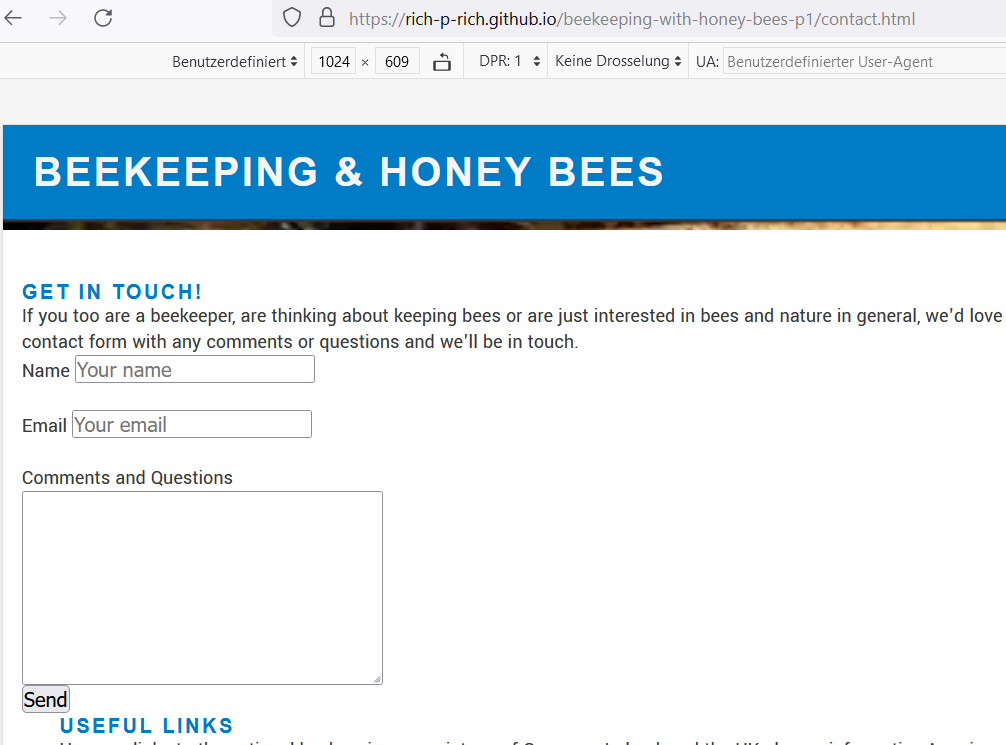 https://rich-p-rich.github.io/beekeeping-with-honey-bees-p1/contact.html
Benutzerdefiniert 1024 × 609 DPR: 1 Keine Drosselung UA: Benutzerdefinierter User-Agent
BEEKEEPING & HONEY BEES
GET IN TOUCH!
If you too are a beekeeper, are thinking about keeping bees or are just interested in bees and nature in general, we'd love
contact form with any comments or questions and we'll be in touch.
Name Your name
Email Your email
Comments and Questions
Send
USEFUL LINKS